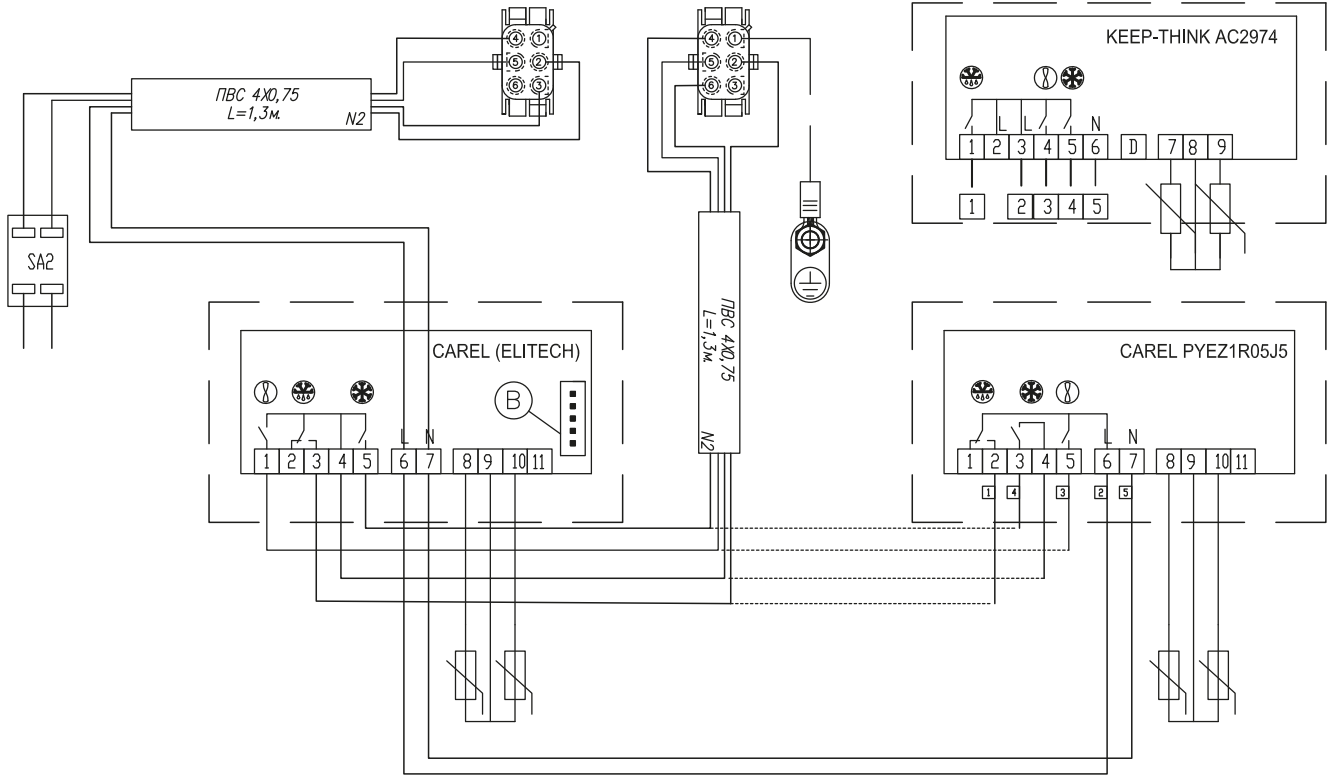 4 1
5 2
6 3
ПВС 4X0,75
L=1,3м.
N2
4 1
5 2
6 3
KEEP-THINK AC2974
L L N
1 2 3 4 5 6 D 7 8 9
1 2 3 4 5
SA2
ПВС 4X0,75
L=1,3м.
N2
CAREL (ELITECH)
B
L N
1 2 3 4 5 6 7 8 9 10 11
CAREL PYEZ1R05J5
L N
1 2 3 4 5 6 7 8 9 10 11
1 4 3 2 5